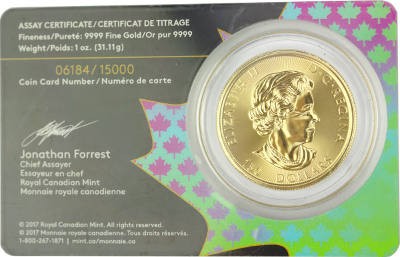 ASSAY CERTIFICATE/CERTIFICAT DE TITRAGE
Fineness/Pureté: 9999 Fine Gold/Or pur 9999
Weight/Poids: 1 oz. (31.11g)
06184/15000
Coin Card Number/Numéro de carte
Jonathan Forrest
Chief Assayer
Essayeur en chef
Royal Canadian Mint
Monnaie royale canadienne
© 2017 Royal Canadian Mint. All rights reserved.
© 2017 Monnaie royale canadienne. Tous droits réservés.
1-800-267-1871 | mint.ca/monnaie.ca
ELIZABETH II
D·G·REGINA
DOLLARS